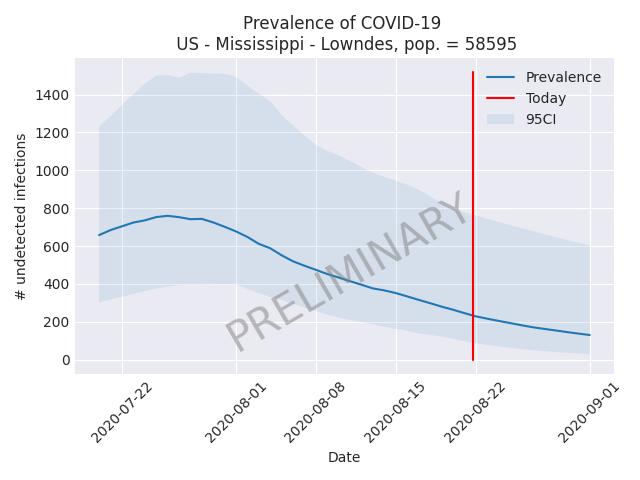 Prevalence of COVID-19
US - Mississippi - Lowndes, pop. = 58595
Prevalence
Today
95CI
PRELIMINARY
# undetected infections
1400
1200
1000
800
600
400
200
0
2020-07-22
2020-08-01
2020-08-08
2020-08-15
2020-08-22
2020-09-01
Date